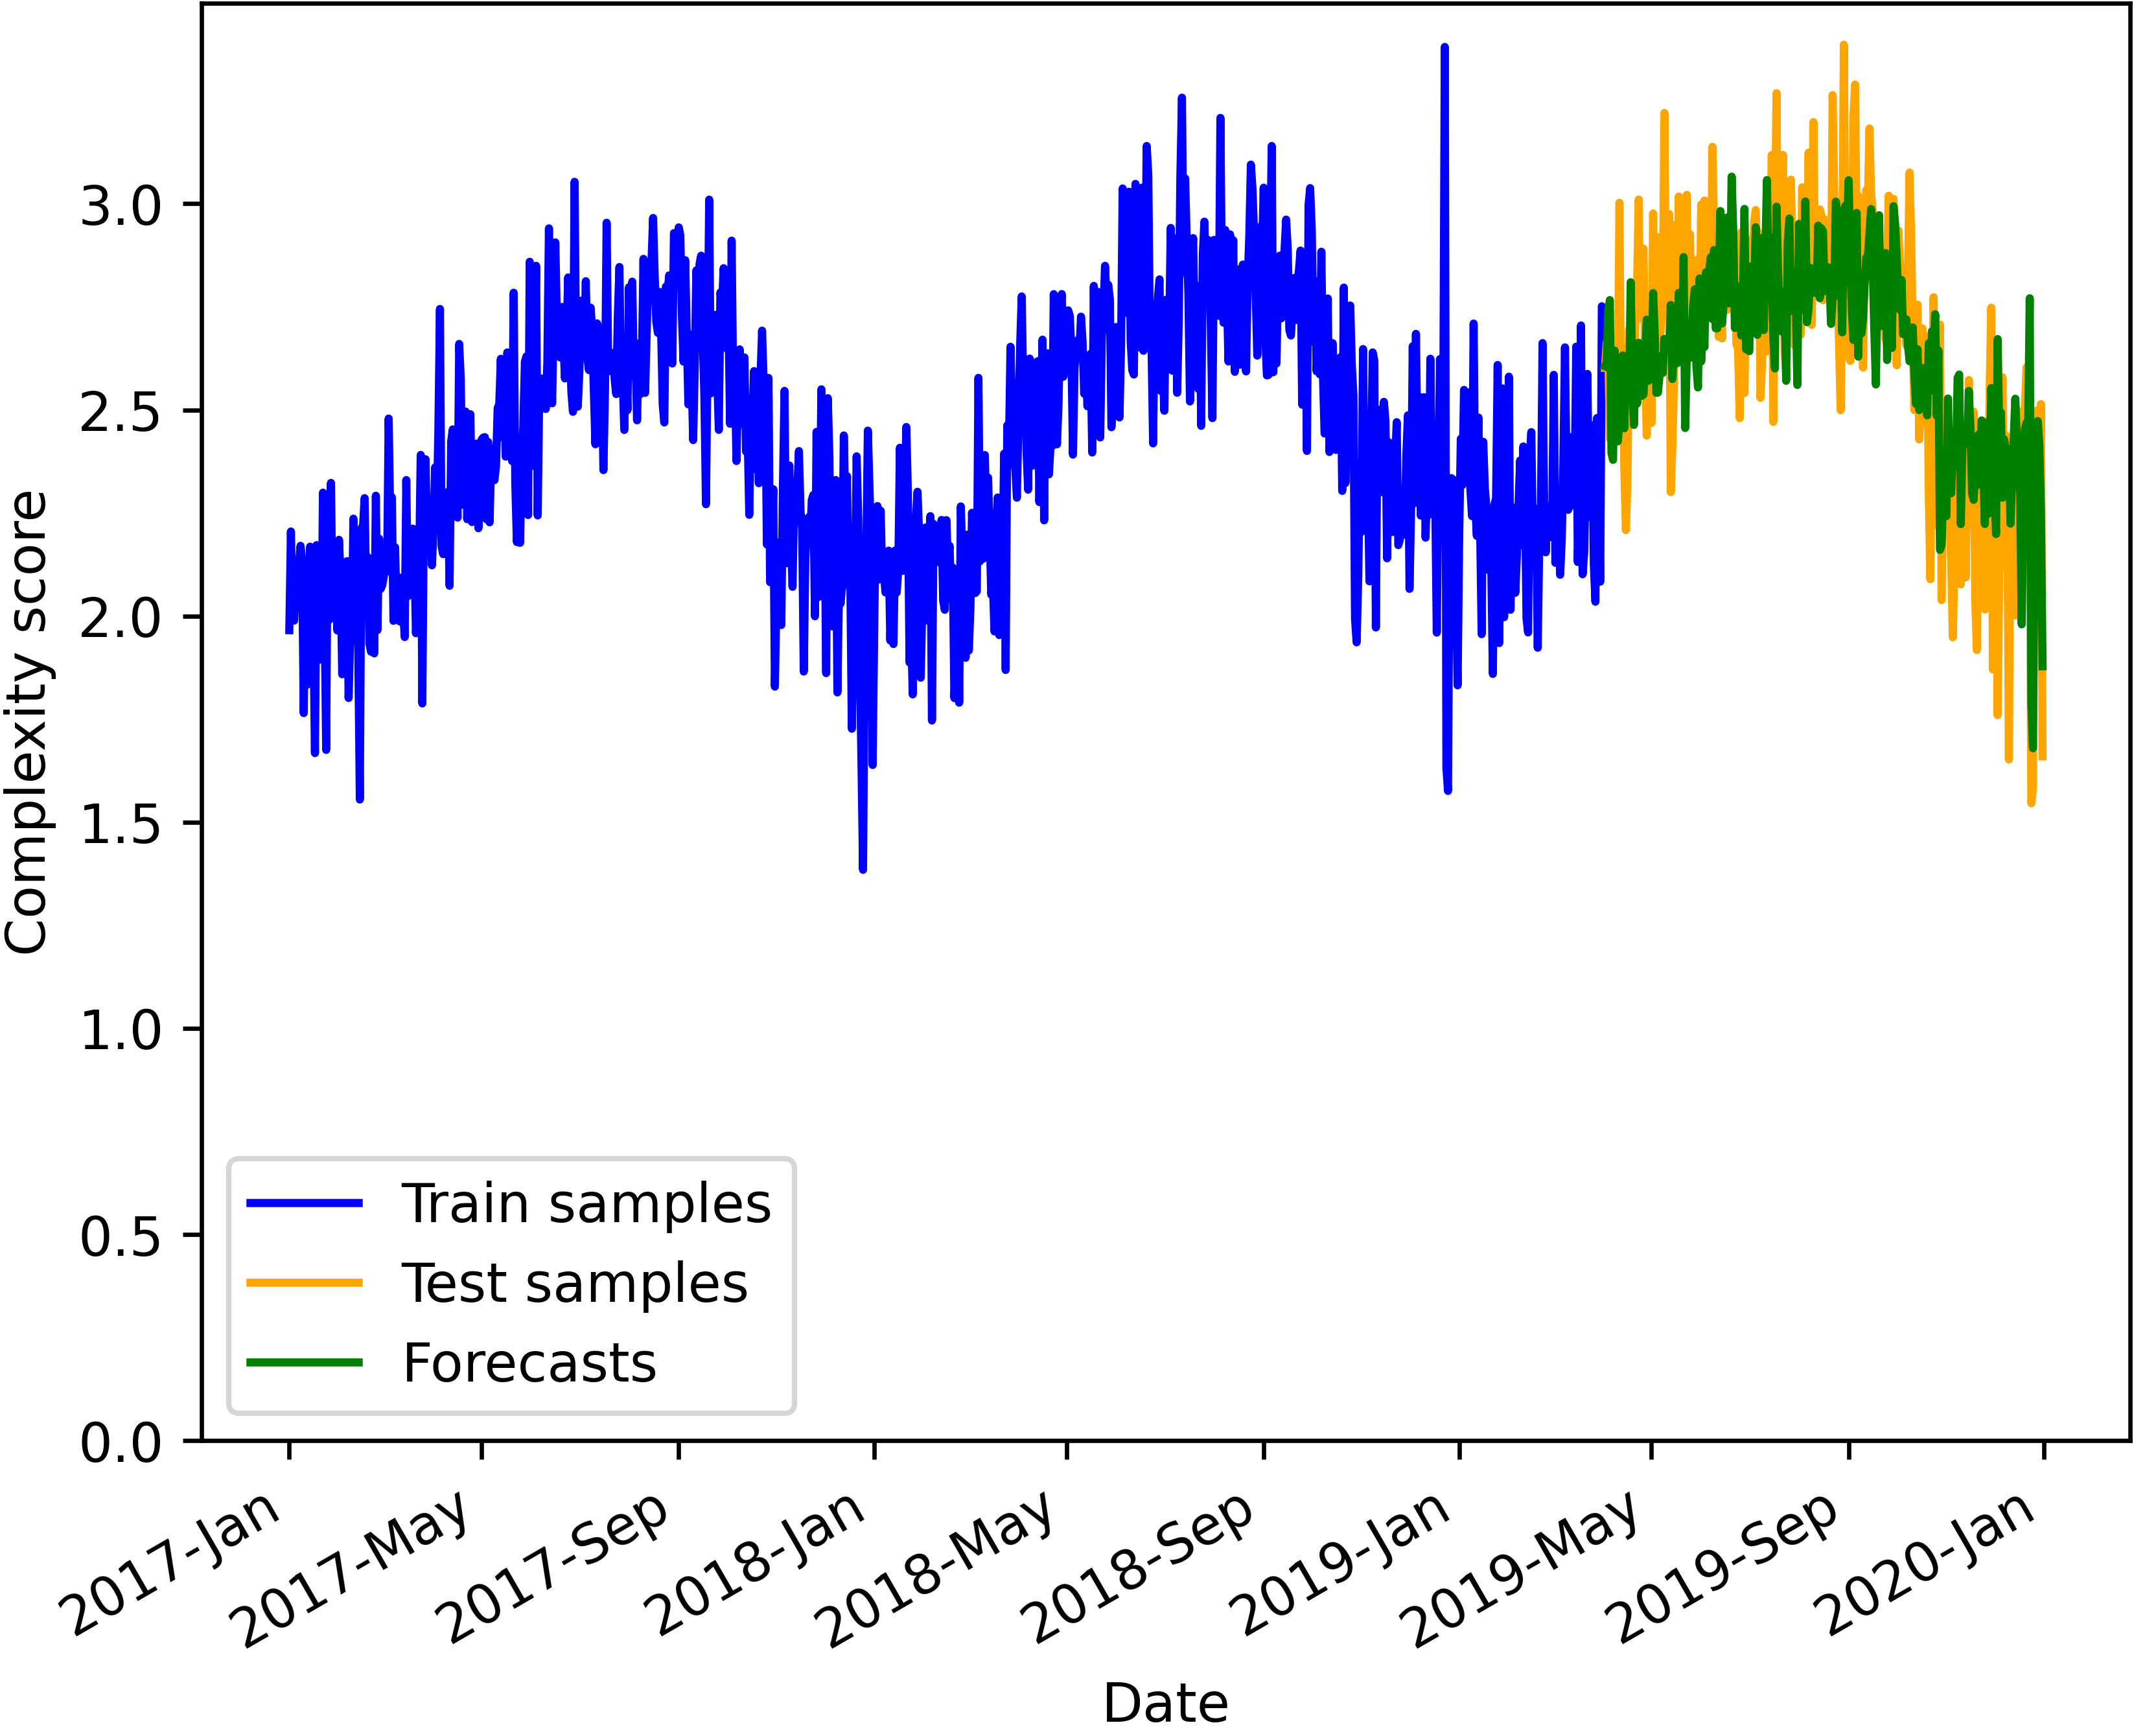 Complexity score
3.0
2.5
2.0
1.5
1.0
0.5
0.0
Train samples
Test samples
Forecasts
2017-Jan
2017-May
2017-Sep
2018-Jan
2018-May
2018-Sep
2019-Jan
2019-May
2019-Sep
2020-Jan
Date